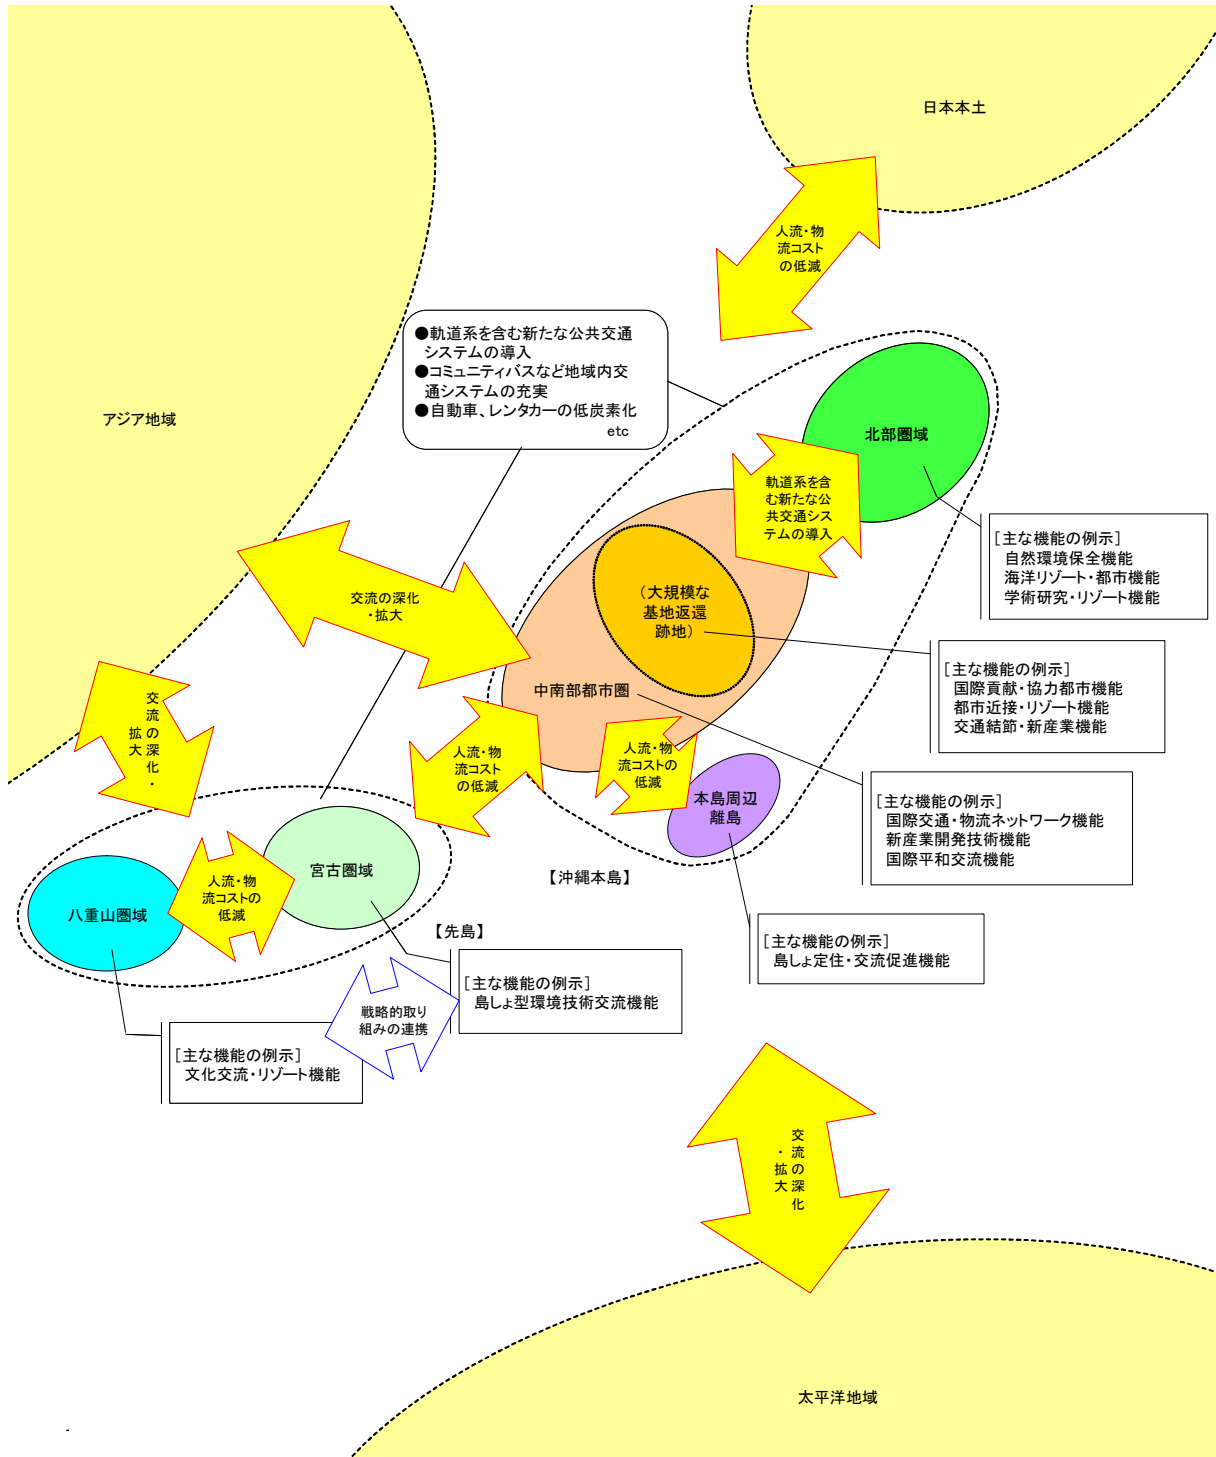 日本本土
人流・物
流コスト
の低減
●軌道系を含む新たな公共交通
システムの導入
●コミュニティバスなど地域内交
通システムの充実
●自動車、レンタカーの低炭素化
etc
アジア地域
北部圏域
軌道系を含
む新たな公
共交通シス
テムの導入
［主な機能の例示］
自然環境保全機能
海洋リゾート・都市機能
学術研究・リゾート機能
交流の深化
・拡大
（大規模な
基地返還
跡地）
［主な機能の例示］
国際貢献・協力都市機能
都市近接・リゾート機能
交通結節・新産業機能
中南部都市圏
交流の深化・
拡大
人流・物
流コスト
の低減
人流・物
流コストの
低減
本島周辺
離島
［主な機能の例示］
国際交通・物流ネットワーク機能
新産業開発技術機能
国際平和交流機能
【沖縄本島】
宮古圏域
人流・物
流コストの
低減
八重山圏域
【先島】
［主な機能の例示］
島しょ定住・交流促進機能
［主な機能の例示］
島しょ型環境技術交流機能
戦略的取り
組みの連携
［主な機能の例示］
文化交流・リゾート機能
交流の深化
・拡大
太平洋地域